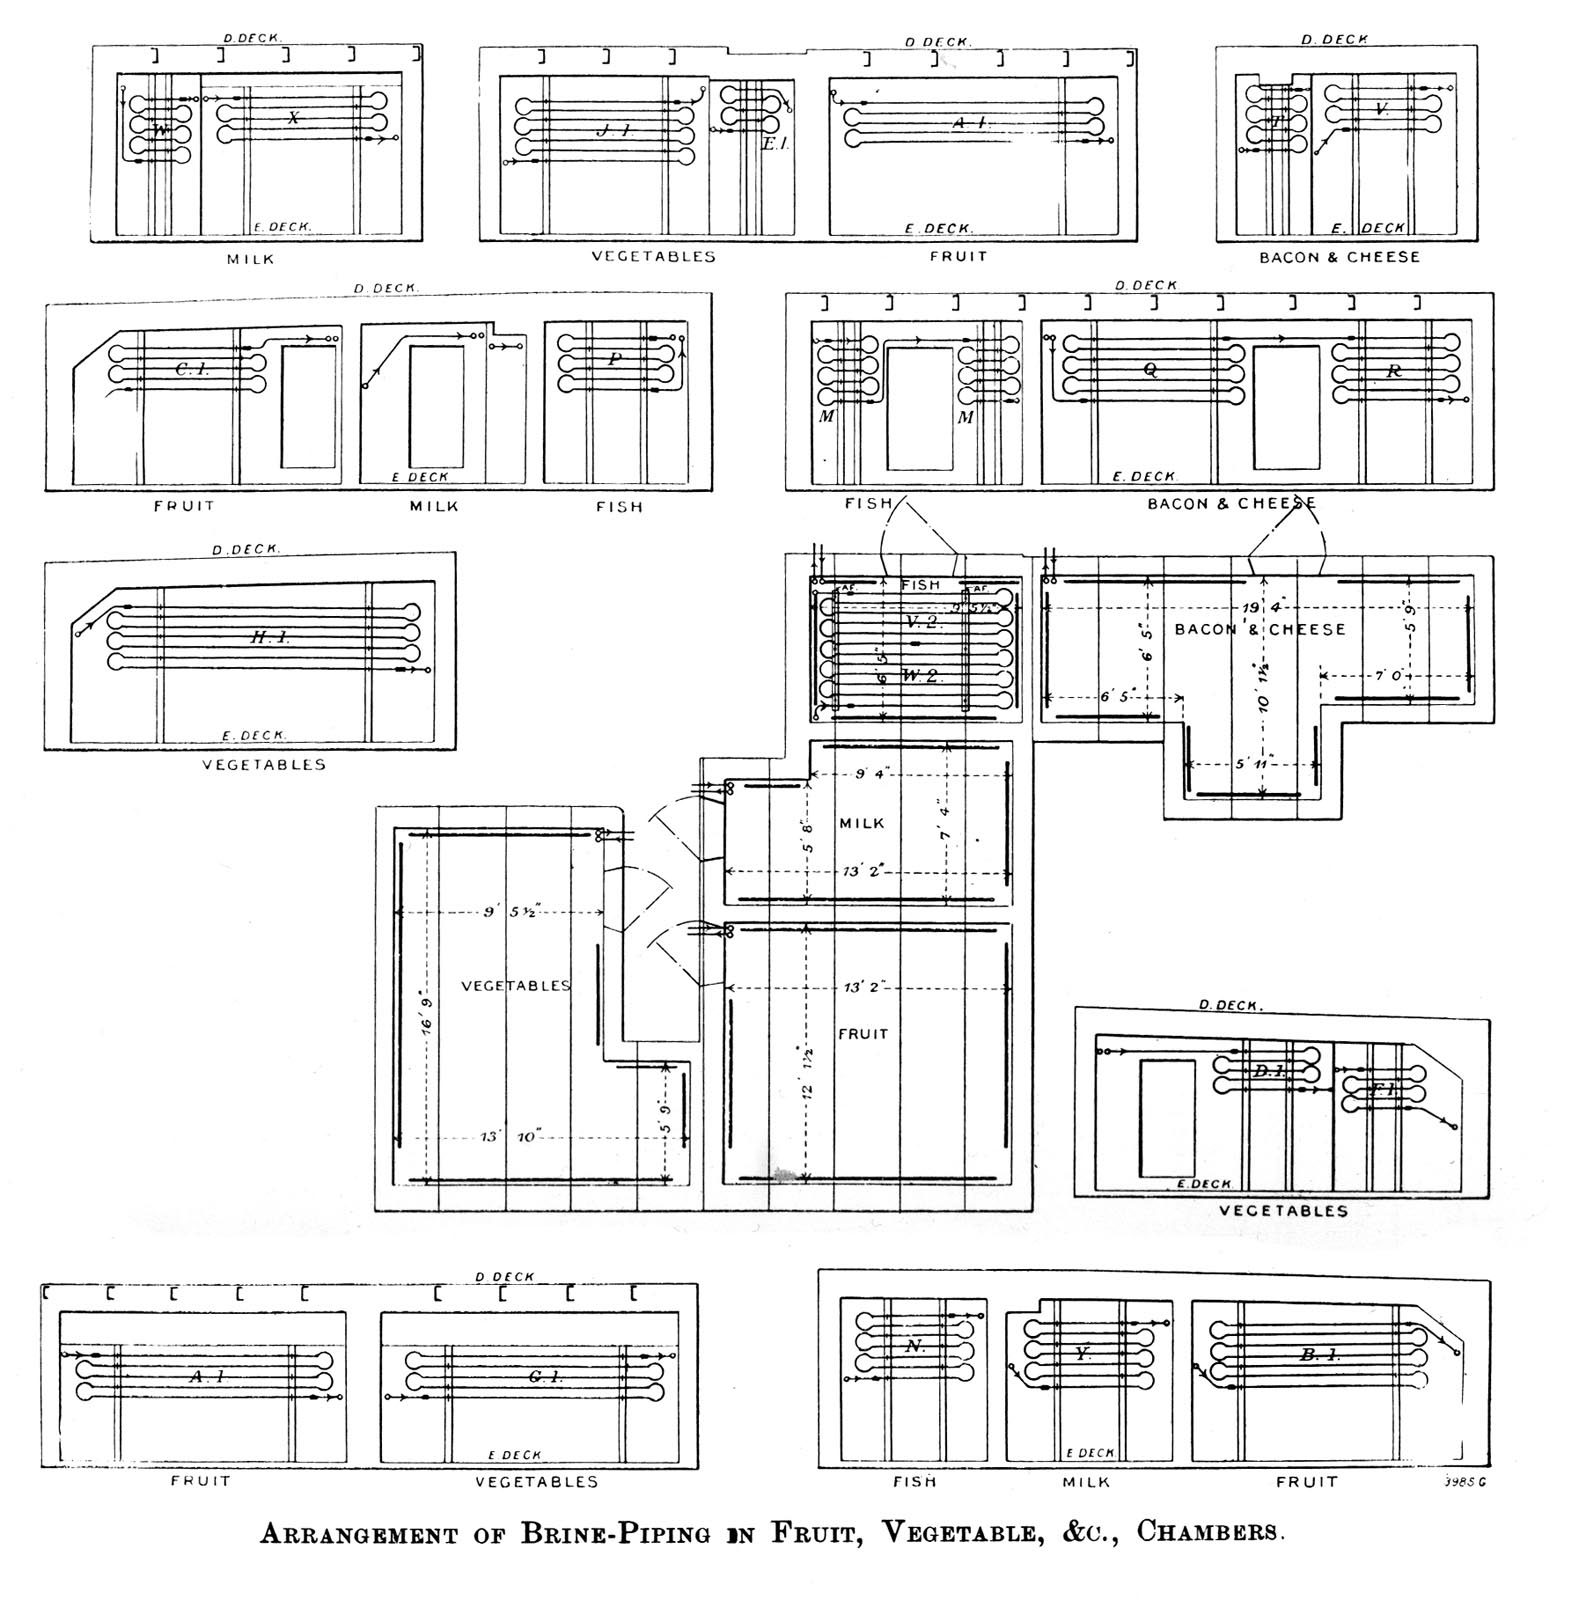 D. DECK.
D DECK.
D. DECK
W
X
J 1.
E.1.
A 1.
T
V.
E. DECK.
E. DECK.
E. DECK
MILK
VEGETABLES
FRUIT
BACON & CHEESE
D. DECK.
D. DECK
C.1.
P
M
M
Q
R
E DECK
E. DECK.
FRUIT
MILK
FISH
FISH
BACON & CHEESE
D. DECK.
H.1.
E. DECK.
VEGETABLES
FISH
AF.
AF.
9' 5½"
V.2.
6' 5"
W.2.
19' 4"
BACON & CHEESE
6' 5"
5' 9"
10' 1½"
7' 0"
6' 5"
5' 11"
9' 4"
MILK
5' 8"
7' 4"
13' 2"
9' 5½"
VEGETABLES
16' 9"
13' 10"
5' 9"
13' 2"
FRUIT
12' 1½"
D. DECK.
D.1.
F.1.
E. DECK
VEGETABLES
D DECK
A.1.
G.1.
E DECK
FRUIT
VEGETABLES
N.
Y.
B.1.
E DECK
FISH
MILK
FRUIT
3985 G
ARRANGEMENT OF BRINE-PIPING IN FRUIT, VEGETABLE, &C., CHAMBERS.